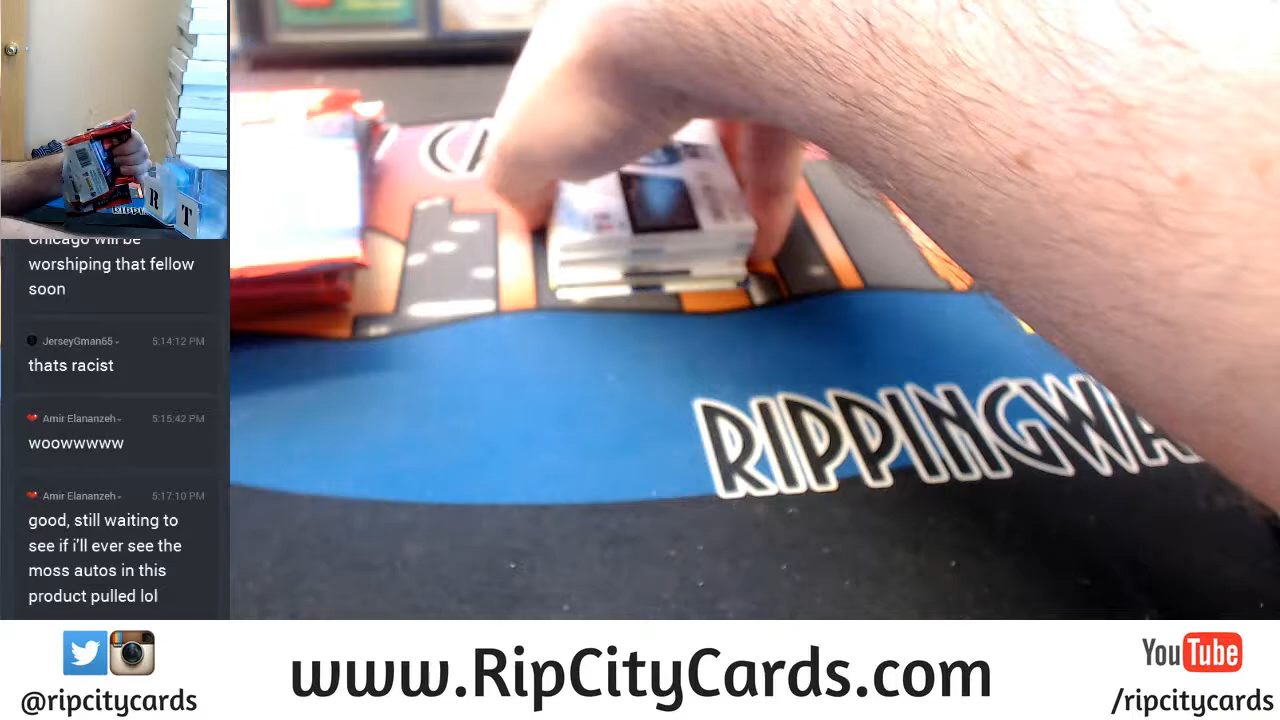 R
T
RIPPI
Chicago will be
worshiping that fellow
soon
JerseyGman65 5:14:12 PM
thats racist
Amir Elananzeh 5:15:42 PM
woowwwww
Amir Elananzeh 5:17:10 PM
good, still waiting to
see if i'll ever see the
moss autos in this
product pulled lol
RIPPINGWA
@ripcitycards
www.RipCityCards.com
YouTube
/ripcitycards